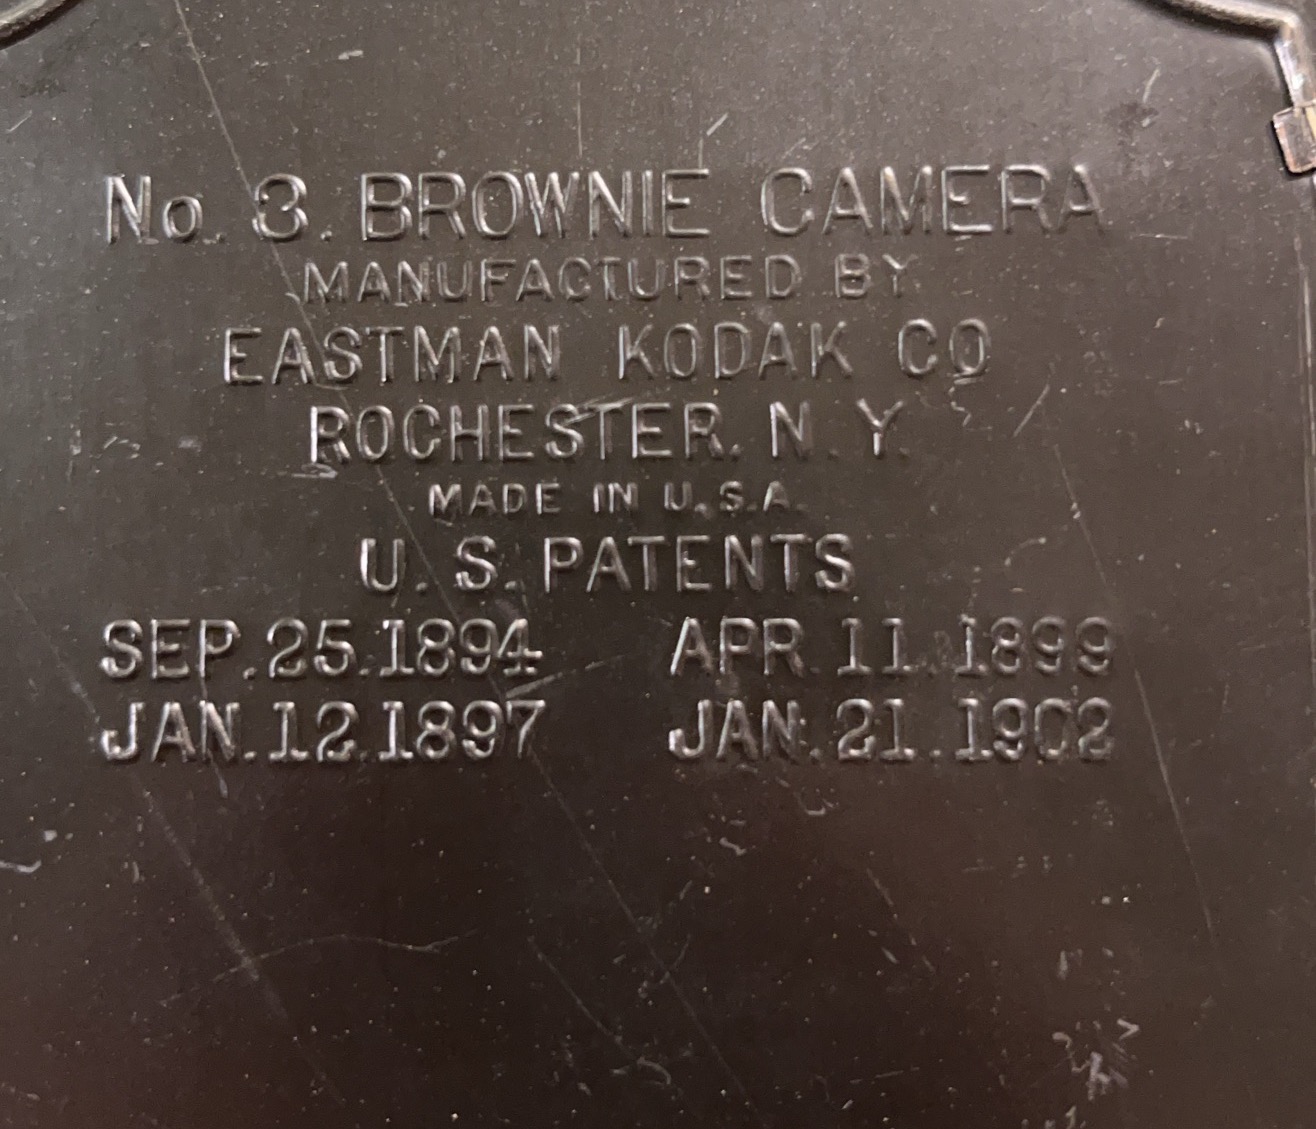 No. 3. BROWNIE CAMERA
MANUFACTURED BY
EASTMAN KODAK CO
ROCHESTER. N. Y.
MADE IN U.S.A.
U. S. PATENTS
SEP. 25. 1894 APR. 11. 1899
JAN. 12. 1897 JAN. 21. 1902